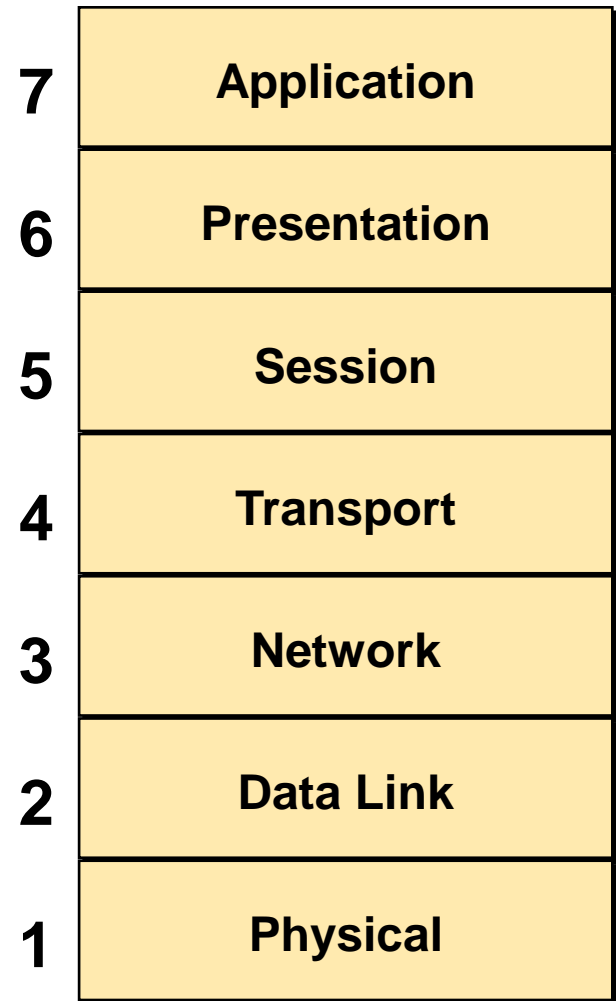 7 Application
6 Presentation
5 Session
4 Transport
3 Network
2 Data Link
1 Physical